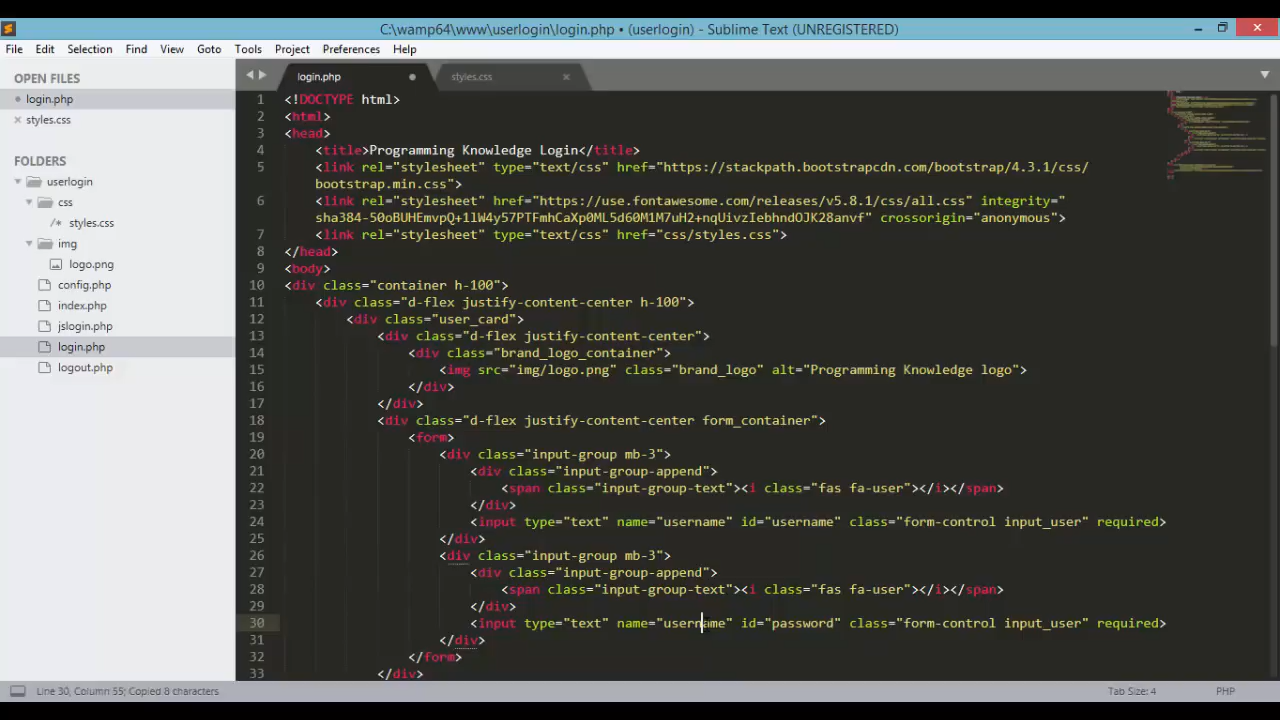 C:\wamp64\www\userlogin\login.php • (userlogin) - Sublime Text (UNREGISTERED)
File Edit Selection Find View Goto Tools Project Preferences Help
OPEN FILES
login.php
styles.css
FOLDERS
userlogin
css
/* styles.css
img
logo.png
config.php
index.php
jslogin.php
login.php
logout.php
login.php
styles.css
1 <!DOCTYPE html>
2 <html>
3 <head>
4 <title>Programming Knowledge Login</title>
5 <link rel="stylesheet" type="text/css" href="https://stackpath.bootstrapcdn.com/bootstrap/4.3.1/css/
bootstrap.min.css">
6 <link rel="stylesheet" href="https://use.fontawesome.com/releases/v5.8.1/css/all.css" integrity="
sha384-50oBUHEmvpQ+1lW4y57PTFmhCaXp0ML5d60M1M7uH2+nqUivzIebhndOJK28anvf" crossorigin="anonymous">
7 <link rel="stylesheet" type="text/css" href="css/styles.css">
8 </head>
9 <body>
10 <div class="container h-100">
11 <div class="d-flex justify-content-center h-100">
12 <div class="user_card">
13 <div class="d-flex justify-content-center">
14 <div class="brand_logo_container">
15 <img src="img/logo.png" class="brand_logo" alt="Programming Knowledge logo">
16 </div>
17 </div>
18 <div class="d-flex justify-content-center form_container">
19 <form>
20 <div class="input-group mb-3">
21 <div class="input-group-append">
22 <span class="input-group-text"><i class="fas fa-user"></i></span>
23 </div>
24 <input type="text" name="username" id="username" class="form-control input_user" required>
25 </div>
26 <div class="input-group mb-3">
27 <div class="input-group-append">
28 <span class="input-group-text"><i class="fas fa-user"></i></span>
29 </div>
30 <input type="text" name="username" id="password" class="form-control input_user" required>
31 </div>
32 </form>
33 </div>
Line 30, Column 55; Copied 8 characters
Tab Size: 4
PHP